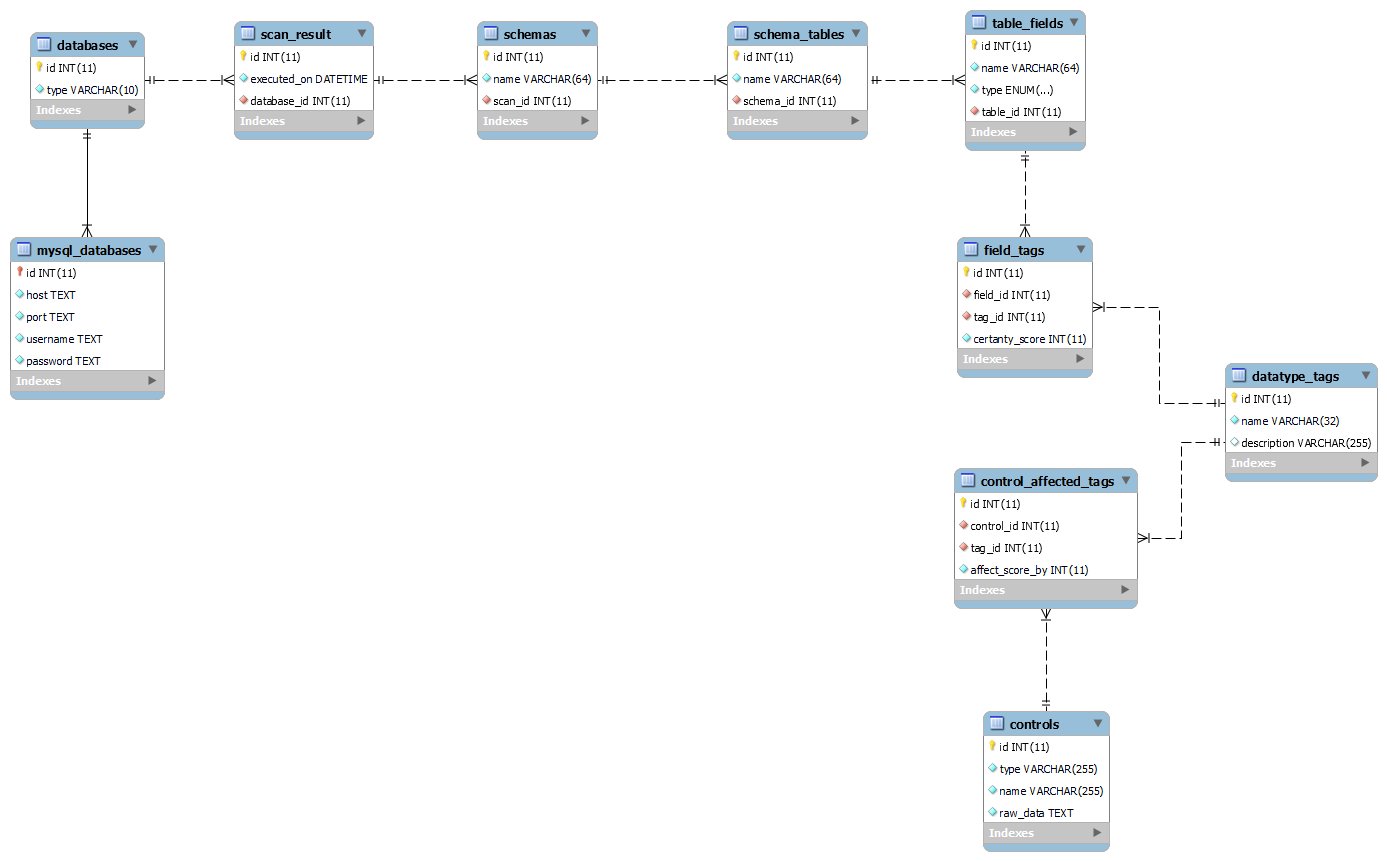 databases
id INT(11)
type VARCHAR(10)
Indexes
scan_result
id INT(11)
executed_on DATETIME
database_id INT(11)
Indexes
schemas
id INT(11)
name VARCHAR(64)
scan_id INT(11)
Indexes
schema_tables
id INT(11)
name VARCHAR(64)
schema_id INT(11)
Indexes
table_fields
id INT(11)
name VARCHAR(64)
type ENUM(...)
table_id INT(11)
Indexes
mysql_databases
id INT(11)
host TEXT
port TEXT
username TEXT
password TEXT
Indexes
field_tags
id INT(11)
field_id INT(11)
tag_id INT(11)
certanty_score INT(11)
Indexes
datatype_tags
id INT(11)
name VARCHAR(32)
description VARCHAR(255)
Indexes
control_affected_tags
id INT(11)
control_id INT(11)
tag_id INT(11)
affect_score_by INT(11)
Indexes
controls
id INT(11)
type VARCHAR(255)
name VARCHAR(255)
raw_data TEXT
Indexes